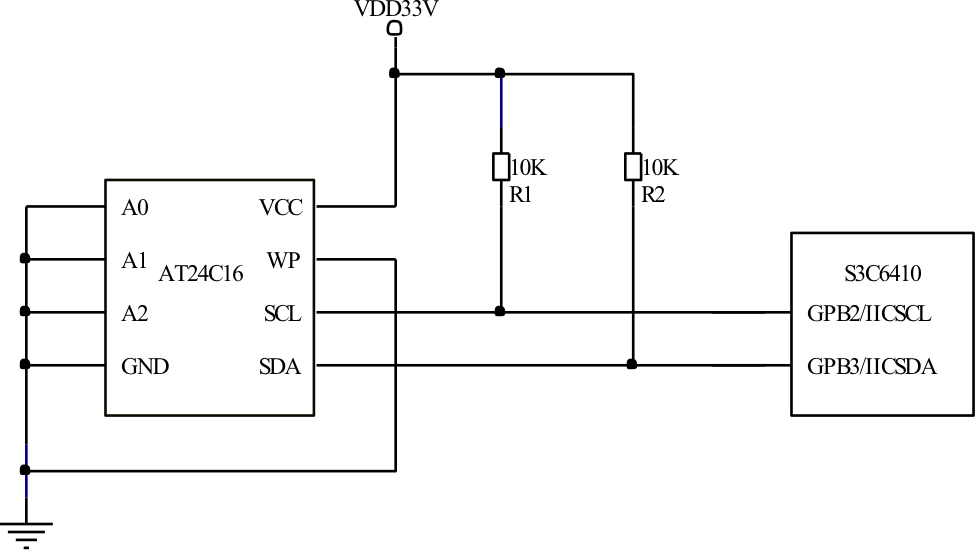 VDD33V
10K
R1
10K
R2
A0
VCC
A1
WP
AT24C16
A2
SCL
GND
SDA
S3C6410
GPB2/IICSCL
GPB3/IICSDA